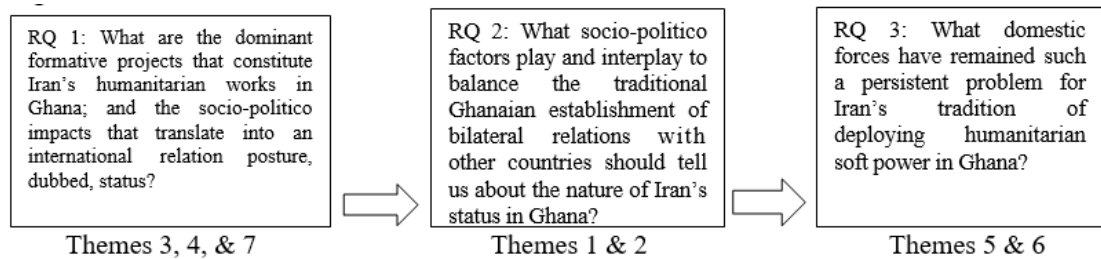 RQ 1: What are the dominant
formative projects that constitute
Iran's humanitarian works in
Ghana; and the socio-politico
impacts that translate into an
international relation posture,
dubbed, status?
Themes 3, 4, & 7
RQ 2: What socio-politico
factors play and interplay to
balance the traditional
Ghanaian establishment of
bilateral relations with
other countries should tell
us about the nature of Iran's
status in Ghana?
Themes 1 & 2
RQ 3: What domestic
forces have remained such
a persistent problem for
Iran's tradition of
deploying humanitarian
soft power in Ghana?
Themes 5 & 6